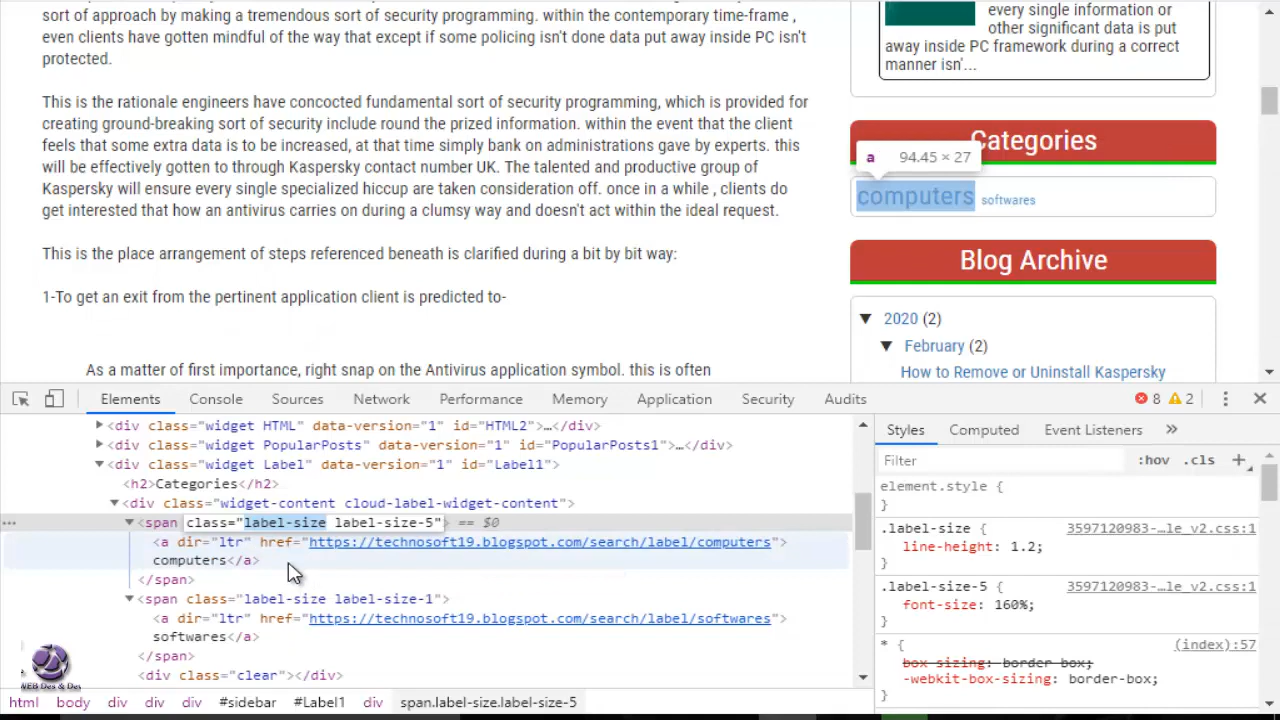 sort of approach by making a tremendous sort of security programming. within the contemporary time-frame ,
even clients have gotten mindful of the way that except if some policing isn't done data put away inside PC isn't
protected.
This is the rationale engineers have concocted fundamental sort of security programming, which is provided for
creating ground-breaking sort of security include round the prized information. within the event that the client
feels that some extra data is to be increased, at that time simply bank on administrations gave by experts. this
will be effectively gotten to through Kaspersky contact number UK. The talented and productive group of
Kaspersky will ensure every single specialized hiccup are taken consideration off. once in a while , clients do
get interested that how an antivirus carries on during a clumsy way and doesn't act within the ideal request.
This is the place arrangement of steps referenced beneath is clarified during a bit by bit way:
1-To get an exit from the pertinent application client is predicted to-
As a matter of first importance, right snap on the Antivirus application symbol. this is often
every single information or
other significant data is put
away inside PC framework during a correct
manner isn'...
Categories
a 94.45 × 27
computers softwares
Blog Archive
▼ 2020 (2)
▼ February (2)
How to Remove or Uninstall Kaspersky
Elements Console Sources Network Performance Memory Application Security Audits 8 2
<div class="widget HTML" data-version="1" id="HTML2">…</div>
<div class="widget PopularPosts" data-version="1" id="PopularPosts1">…</div>
<div class="widget Label" data-version="1" id="Label1">
<h2>Categories</h2>
<div class="widget-content cloud-label-widget-content">
<span class="label-size label-size-5" == $0
<a dir="ltr" href="https://technosoft19.blogspot.com/search/label/computers">
computers</a>
</span>
<span class="label-size label-size-1">
<a dir="ltr" href="https://technosoft19.blogspot.com/search/label/softwares">
softwares</a>
</span>
<div class="clear"></div>
WEB Des & Dev
html body div div div #sidebar #Label1 div span.label-size.label-size-5
Styles Computed Event Listeners »
Filter :hov .cls +
element.style {
}
.label-size { 3597120983-…le_v2.css:1
line-height: 1.2;
}
.label-size-5 { 3597120983-…le_v2.css:1
font-size: 160%;
}
* { (index):57
box-sizing: border-box;
-webkit-box-sizing: border-box;